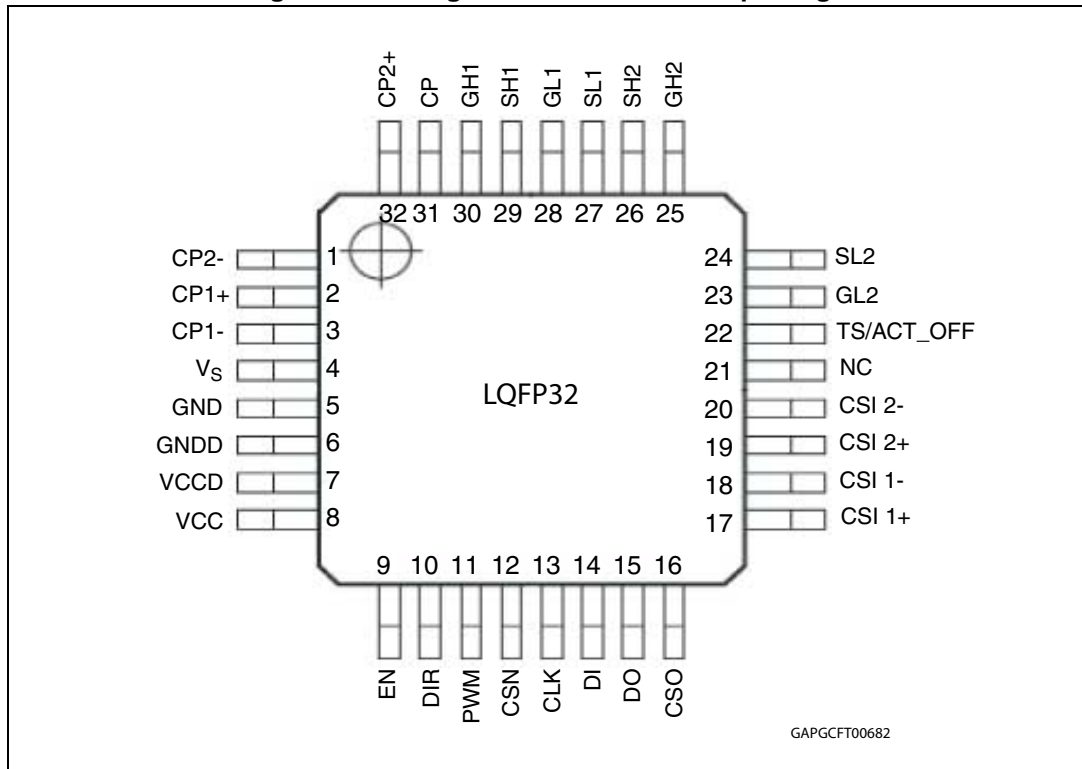 CP2+ CP GH1 SH1 GL1 SL1 SH2 GH2
32 31 30 29 28 27 26 25
CP2- 1
CP1+ 2
CP1- 3
VS 4
GND 5
GNDD 6
VCCD 7
VCC 8
LQFP32
24 SL2
23 GL2
22 TS/ACT_OFF
21 NC
20 CSI 2-
19 CSI 2+
18 CSI 1-
17 CSI 1+
9 10 11 12 13 14 15 16
EN DIR PWM CSN CLK DI DO CSO
GAPGCFT00682